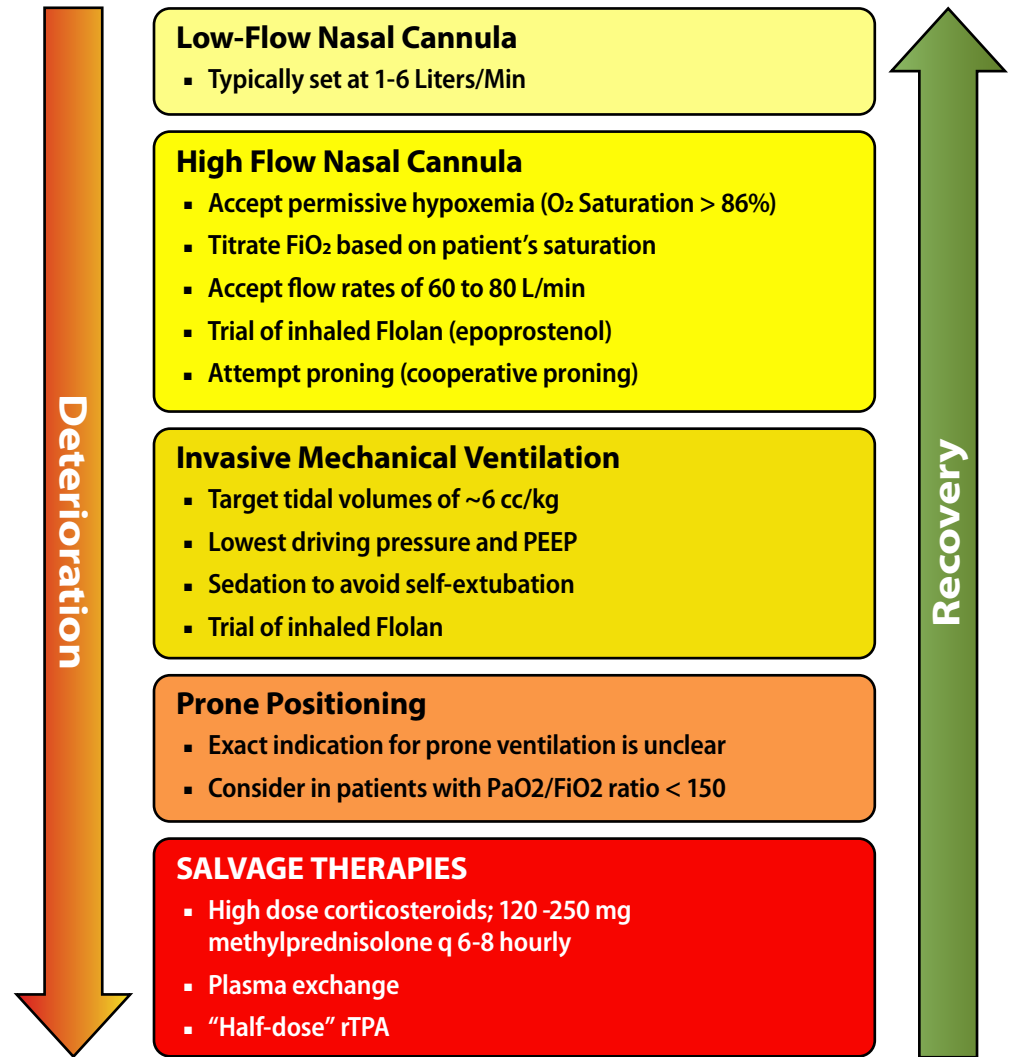 Deterioration
Low-Flow Nasal Cannula
▪ Typically set at 1-6 Liters/Min
High Flow Nasal Cannula
▪ Accept permissive hypoxemia (O₂ Saturation > 86%)
▪ Titrate FiO₂ based on patient’s saturation
▪ Accept flow rates of 60 to 80 L/min
▪ Trial of inhaled Flolan (epoprostenol)
▪ Attempt proning (cooperative proning)
Invasive Mechanical Ventilation
▪ Target tidal volumes of ~6 cc/kg
▪ Lowest driving pressure and PEEP
▪ Sedation to avoid self-extubation
▪ Trial of inhaled Flolan
Prone Positioning
▪ Exact indication for prone ventilation is unclear
▪ Consider in patients with PaO2/FiO2 ratio < 150
SALVAGE THERAPIES
▪ High dose corticosteroids; 120 -250 mg
methylprednisolone q 6-8 hourly
▪ Plasma exchange
▪ “Half-dose” rTPA
Recovery